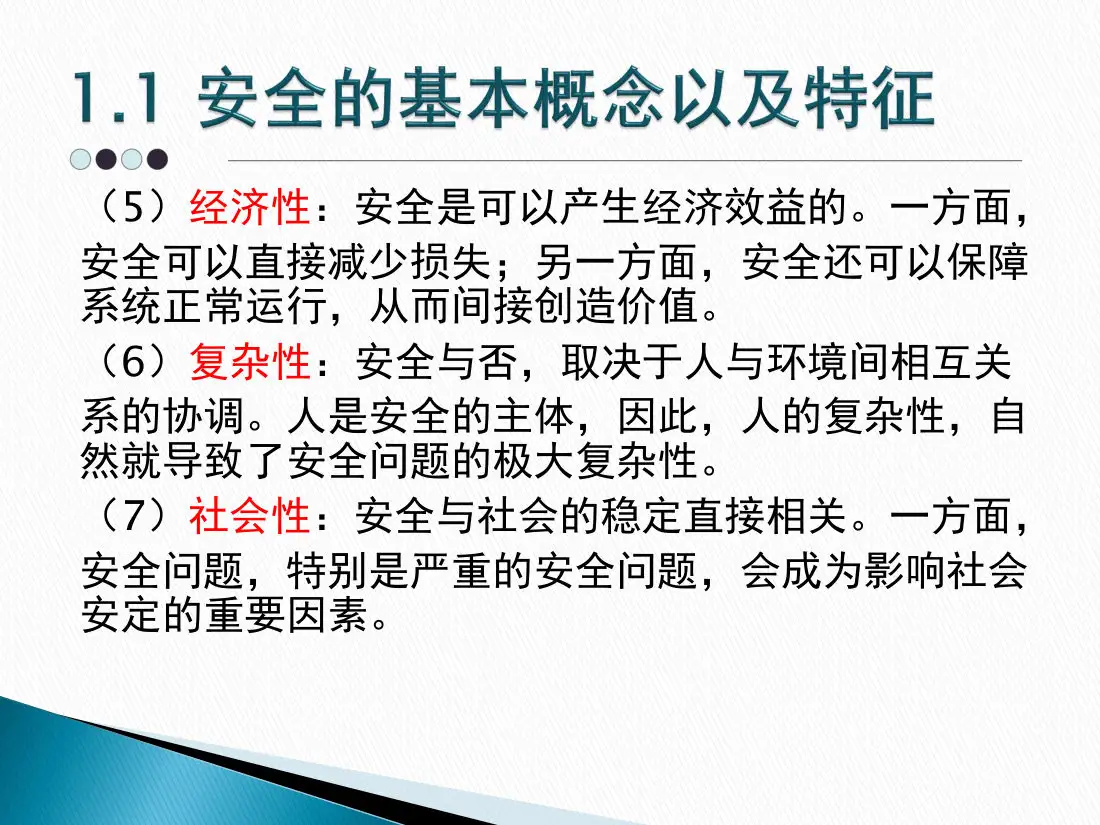 1.1 安全的基本概念以及特征
（5）经济性：安全是可以产生经济效益的。一方面，
安全可以直接减少损失；另一方面，安全还可以保障
系统正常运行，从而间接创造价值。
（6）复杂性：安全与否，取决于人与环境间相互关
系的协调。人是安全的主体，因此，人的复杂性，自
然就导致了安全问题的极大复杂性。
（7）社会性：安全与社会的稳定直接相关。一方面，
安全问题，特别是严重的安全问题，会成为影响社会
安定的重要因素。